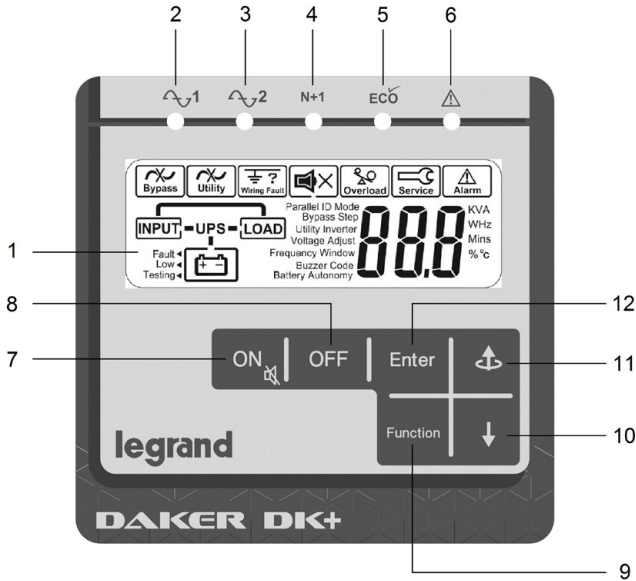 2 3 4 5 6
1 2 N+1 ECO
Bypass Utility Wiring Fault Overload Service Alarm
Parallel ID Mode
Bypass Step
Utility Inverter
Voltage Adjust
Frequency Window
Buzzer Code
Battery Autonomy
INPUT UPS LOAD
Fault
Low
Testing
88.8
KVA
WHz
Mins
% °c
1
8
7
12
11
10
9
ON OFF Enter
Function
legrand
DAKER DK+